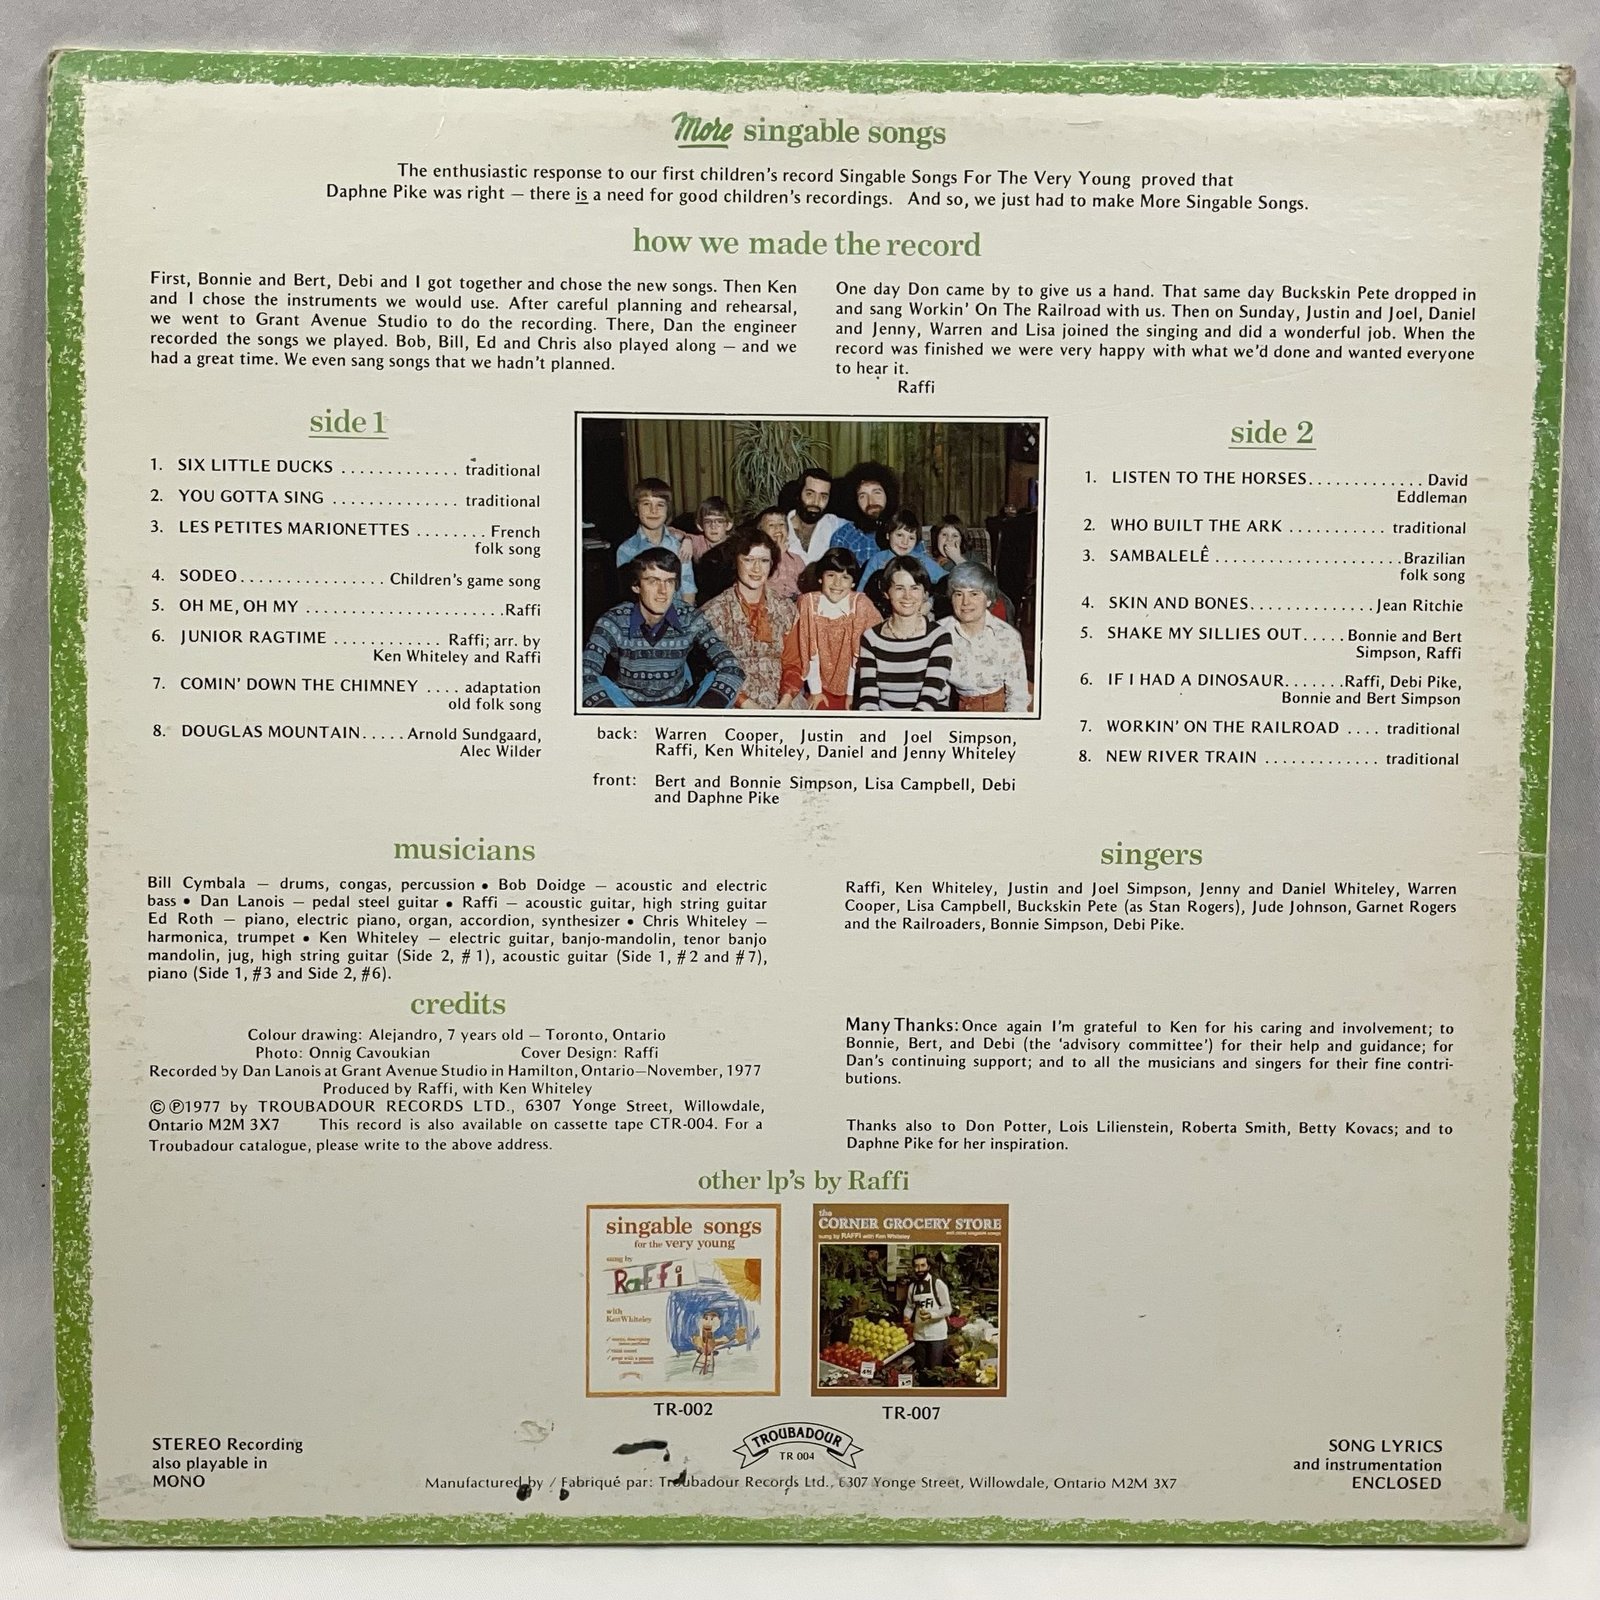 More singable songs
The enthusiastic response to our first children's record Singable Songs For The Very Young proved that
Daphne Pike was right — there is a need for good children's recordings. And so, we just had to make More Singable Songs.
how we made the record
First, Bonnie and Bert, Debi and I got together and chose the new songs. Then Ken
and I chose the instruments we would use. After careful planning and rehearsal,
we went to Grant Avenue Studio to do the recording. There, Dan the engineer
recorded the songs we played. Bob, Bill, Ed and Chris also played along — and we
had a great time. We even sang songs that we hadn't planned.
One day Don came by to give us a hand. That same day Buckskin Pete dropped in
and sang Workin' On The Railroad with us. Then on Sunday, Justin and Joel, Daniel
and Jenny, Warren and Lisa joined the singing and did a wonderful job. When the
record was finished we were very happy with what we'd done and wanted everyone
to hear it.
Raffi
side 1
1. SIX LITTLE DUCKS ............. traditional
2. YOU GOTTA SING .............. traditional
3. LES PETITES MARIONETTES ........ French
folk song
4. SODEO................ Children's game song
5. OH ME, OH MY ......................Raffi
6. JUNIOR RAGTIME ............ Raffi; arr. by
Ken Whiteley and Raffi
7. COMIN' DOWN THE CHIMNEY .... adaptation
old folk song
8. DOUGLAS MOUNTAIN..... Arnold Sundgaard,
Alec Wilder
back: Warren Cooper, Justin and Joel Simpson,
Raffi, Ken Whiteley, Daniel and Jenny Whiteley
front: Bert and Bonnie Simpson, Lisa Campbell, Debi
and Daphne Pike
side 2
1. LISTEN TO THE HORSES............. David
Eddleman
2. WHO BUILT THE ARK ........... traditional
3. SAMBALELÊ .....................Brazilian
folk song
4. SKIN AND BONES..............Jean Ritchie
5. SHAKE MY SILLIES OUT.....Bonnie and Bert
Simpson, Raffi
6. IF I HAD A DINOSAUR.......Raffi, Debi Pike,
Bonnie and Bert Simpson
7. WORKIN' ON THE RAILROAD .... traditional
8. NEW RIVER TRAIN ............. traditional
musicians
Bill Cymbala — drums, congas, percussion • Bob Doidge — acoustic and electric
bass • Dan Lanois — pedal steel guitar • Raffi — acoustic guitar, high string guitar
Ed Roth — piano, electric piano, organ, accordion, synthesizer • Chris Whiteley —
harmonica, trumpet • Ken Whiteley — electric guitar, banjo-mandolin, tenor banjo
mandolin, jug, high string guitar (Side 2, #1), acoustic guitar (Side 1, #2 and #7),
piano (Side 1, #3 and Side 2, #6).
singers
Raffi, Ken Whiteley, Justin and Joel Simpson, Jenny and Daniel Whiteley, Warren
Cooper, Lisa Campbell, Buckskin Pete (as Stan Rogers), Jude Johnson, Garnet Rogers
and the Railroaders, Bonnie Simpson, Debi Pike.
credits
Colour drawing: Alejandro, 7 years old — Toronto, Ontario
Photo: Onnig Cavoukian Cover Design: Raffi
Recorded by Dan Lanois at Grant Avenue Studio in Hamilton, Ontario—November, 1977
Produced by Raffi, with Ken Whiteley
©℗1977 by TROUBADOUR RECORDS LTD., 6307 Yonge Street, Willowdale,
Ontario M2M 3X7 This record is also available on cassette tape CTR-004. For a
Troubadour catalogue, please write to the above address.
Many Thanks: Once again I'm grateful to Ken for his caring and involvement; to
Bonnie, Bert, and Debi (the 'advisory committee') for their help and guidance; for
Dan's continuing support; and to all the musicians and singers for their fine contri-
butions.
Thanks also to Don Potter, Lois Lilienstein, Roberta Smith, Betty Kovacs; and to
Daphne Pike for her inspiration.
other lp's by Raffi
singable songs
for the very young
sung by
Raffi
with
Ken Whiteley
the
CORNER GROCERY STORE
and other singable songs
sung by RAFFI with Ken Whiteley
TR-002
TR-007
STEREO Recording
also playable in
MONO
TROUBADOUR
TR 004
SONG LYRICS
and instrumentation
ENCLOSED
Manufactured by / Fabriqué par: Troubadour Records Ltd., 6307 Yonge Street, Willowdale, Ontario M2M 3X7